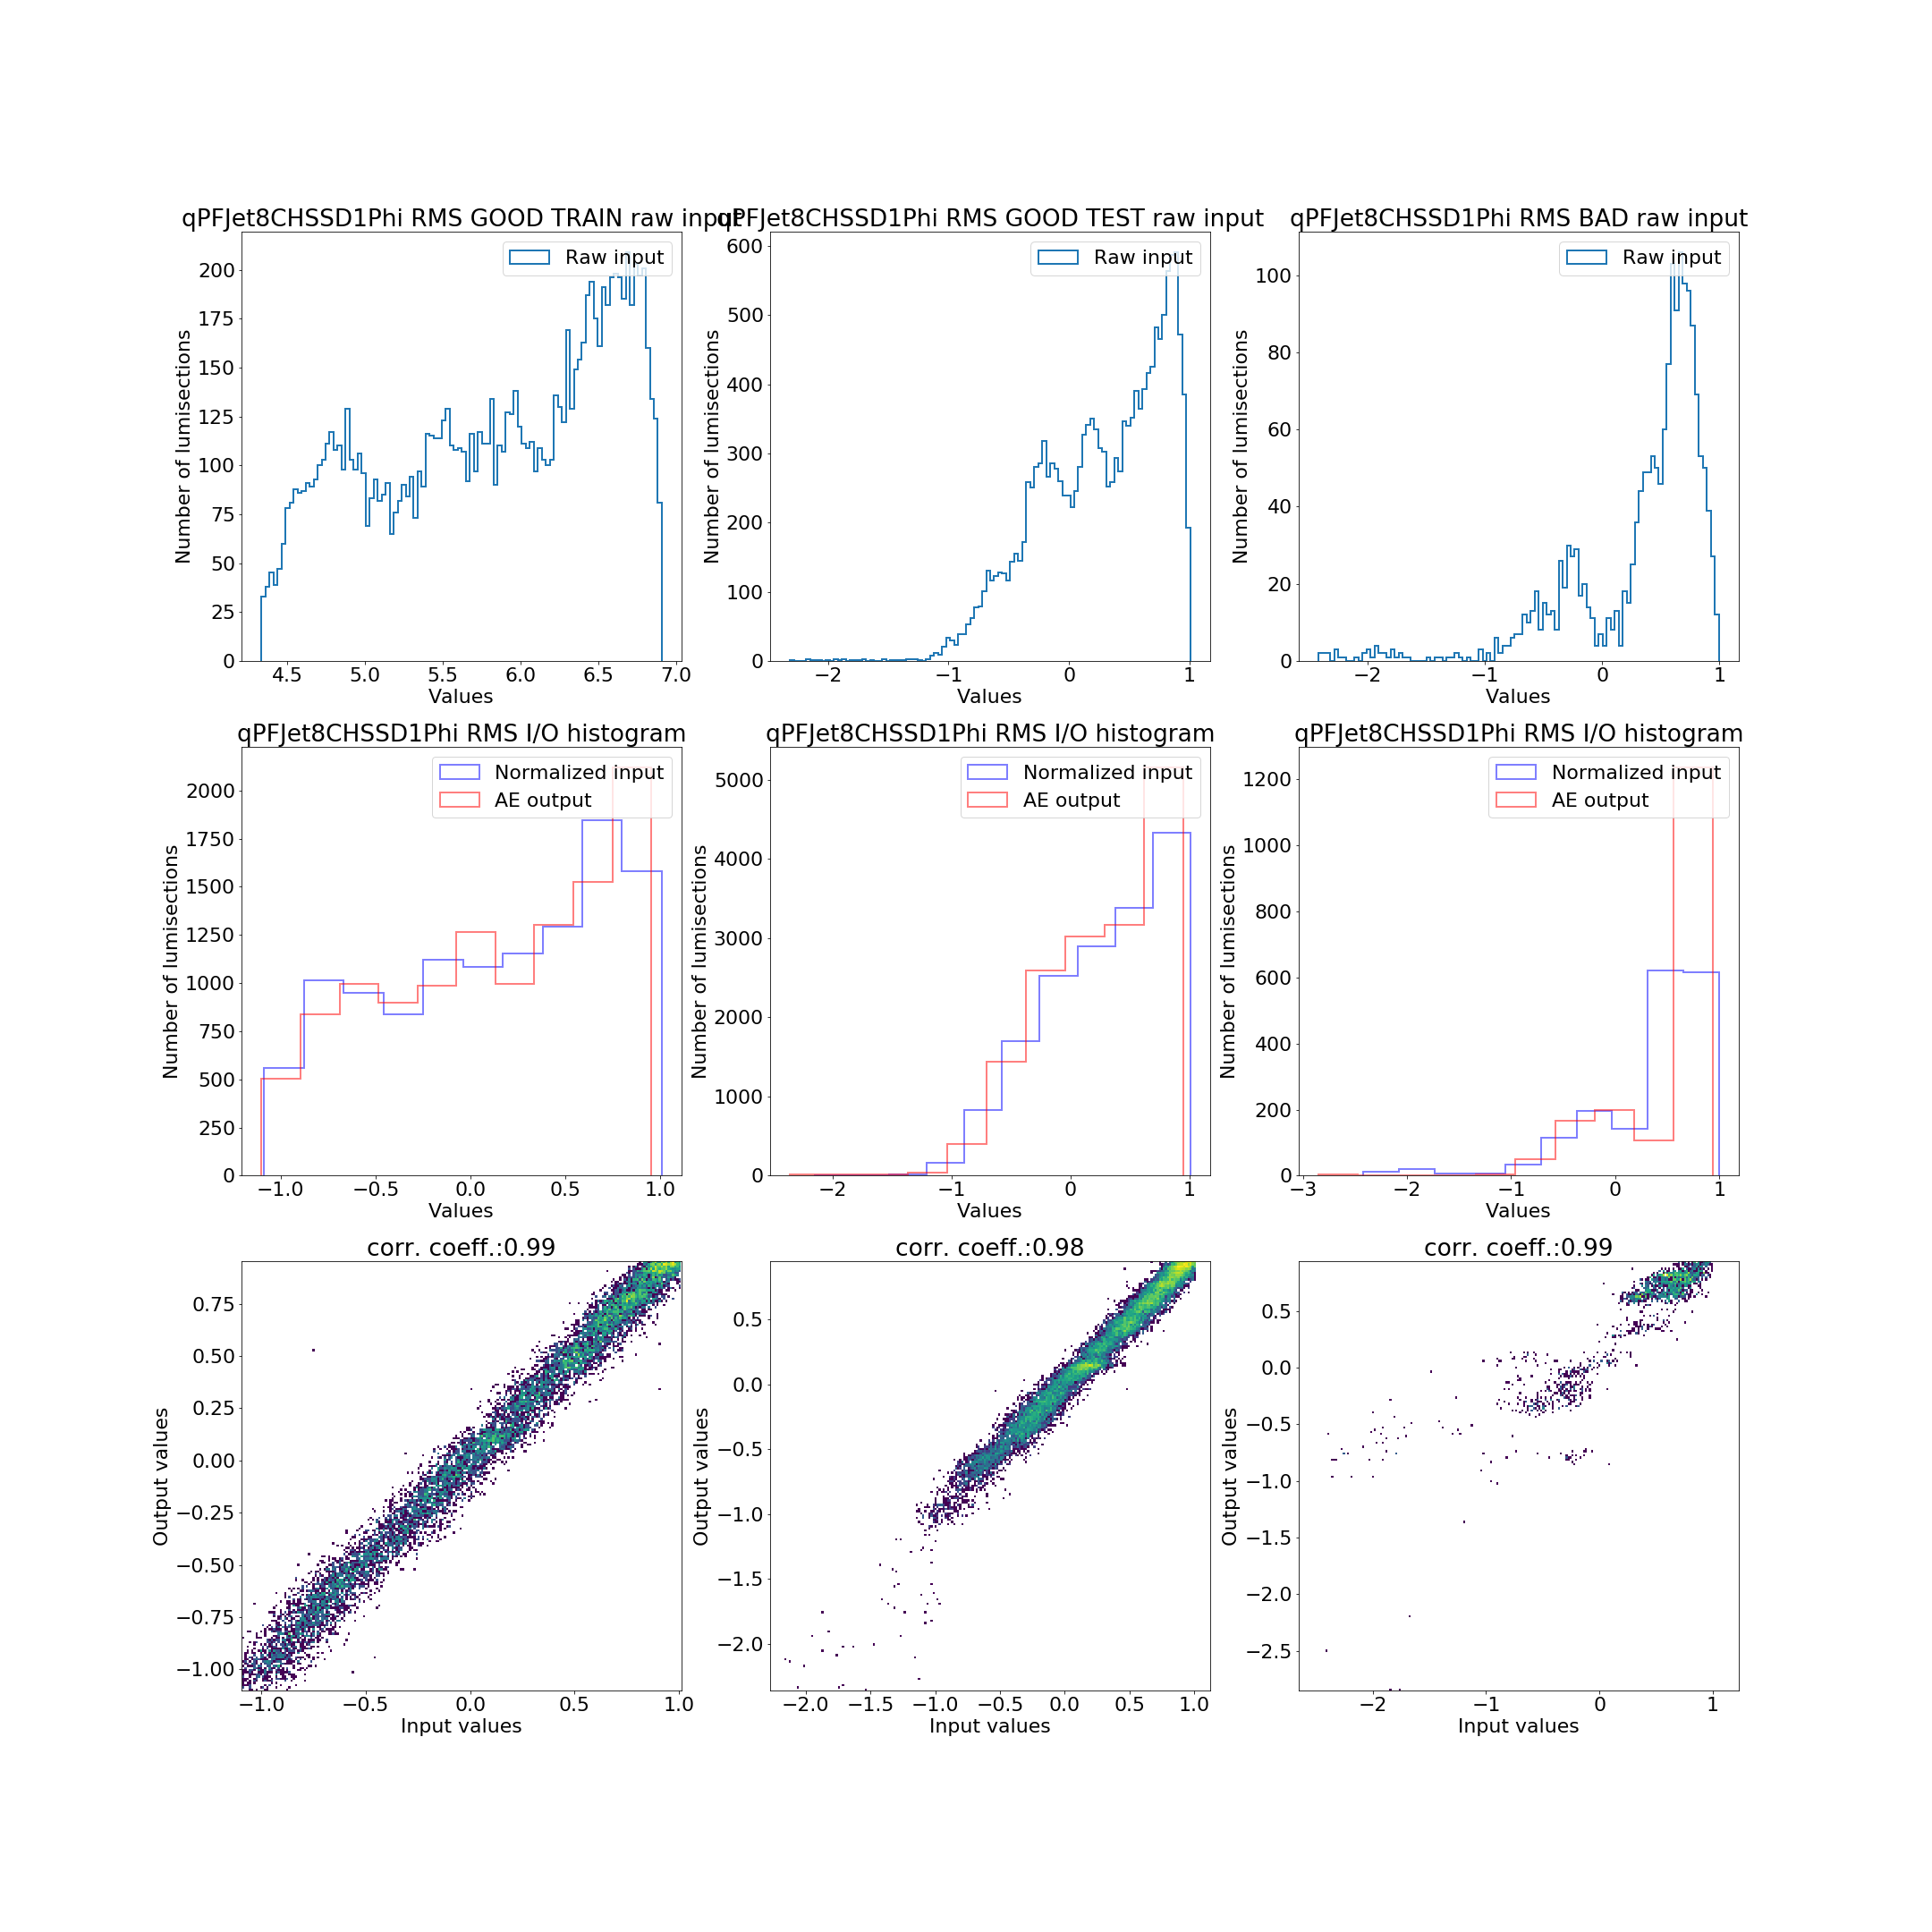 qPFJet8CHSSD1Phi RMS GOOD TRAIN raw input
Raw input
200
175
150
125
100
75
50
25
0
Number of lumisections
4.5 5.0 5.5 6.0 6.5 7.0
Values
qPFJet8CHSSD1Phi RMS GOOD TEST raw input
Raw input
600
500
400
300
200
100
0
Number of lumisections
−2 −1 0 1
Values
qPFJet8CHSSD1Phi RMS BAD raw input
Raw input
100
80
60
40
20
0
Number of lumisections
−2 −1 0 1
Values
qPFJet8CHSSD1Phi RMS I/O histogram
Normalized input
AE output
2000
1750
1500
1250
1000
750
500
250
0
Number of lumisections
−1.0 −0.5 0.0 0.5 1.0
Values
qPFJet8CHSSD1Phi RMS I/O histogram
Normalized input
AE output
5000
4000
3000
2000
1000
0
Number of lumisections
−2 −1 0 1
Values
qPFJet8CHSSD1Phi RMS I/O histogram
Normalized input
AE output
1200
1000
800
600
400
200
0
Number of lumisections
−3 −2 −1 0 1
Values
corr. coeff.:0.99
0.75
0.50
0.25
0.00
−0.25
−0.50
−0.75
−1.00
Output values
−1.0 −0.5 0.0 0.5 1.0
Input values
corr. coeff.:0.98
0.5
0.0
−0.5
−1.0
−1.5
−2.0
Output values
−2.0 −1.5 −1.0 −0.5 0.0 0.5 1.0
Input values
corr. coeff.:0.99
0.5
0.0
−0.5
−1.0
−1.5
−2.0
−2.5
Output values
−2 −1 0 1
Input values